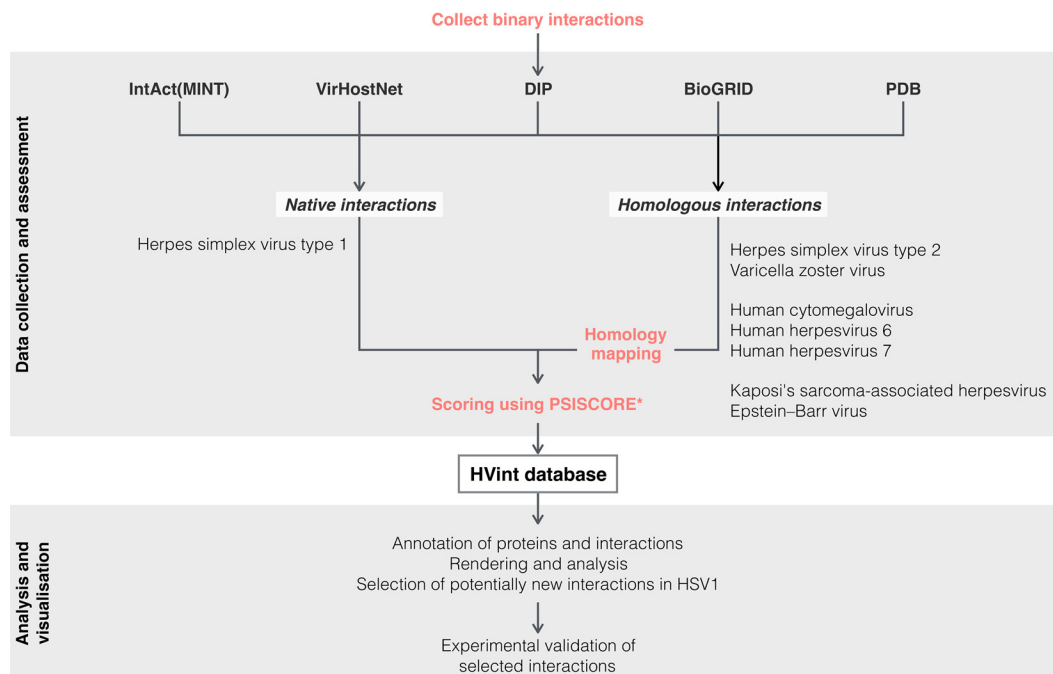 Collect binary interactions
Data collection and assessment
IntAct(MINT)
VirHostNet
DIP
BioGRID
PDB
Native interactions
Homologous interactions
Herpes simplex virus type 1
Herpes simplex virus type 2
Varicella zoster virus
Human cytomegalovirus
Human herpesvirus 6
Human herpesvirus 7
Homology
mapping
Kaposi's sarcoma-associated herpesvirus
Epstein–Barr virus
Scoring using PSISCORE*
HVint database
Analysis and
visualisation
Annotation of proteins and interactions
Rendering and analysis
Selection of potentially new interactions in HSV1
Experimental validation of
selected interactions